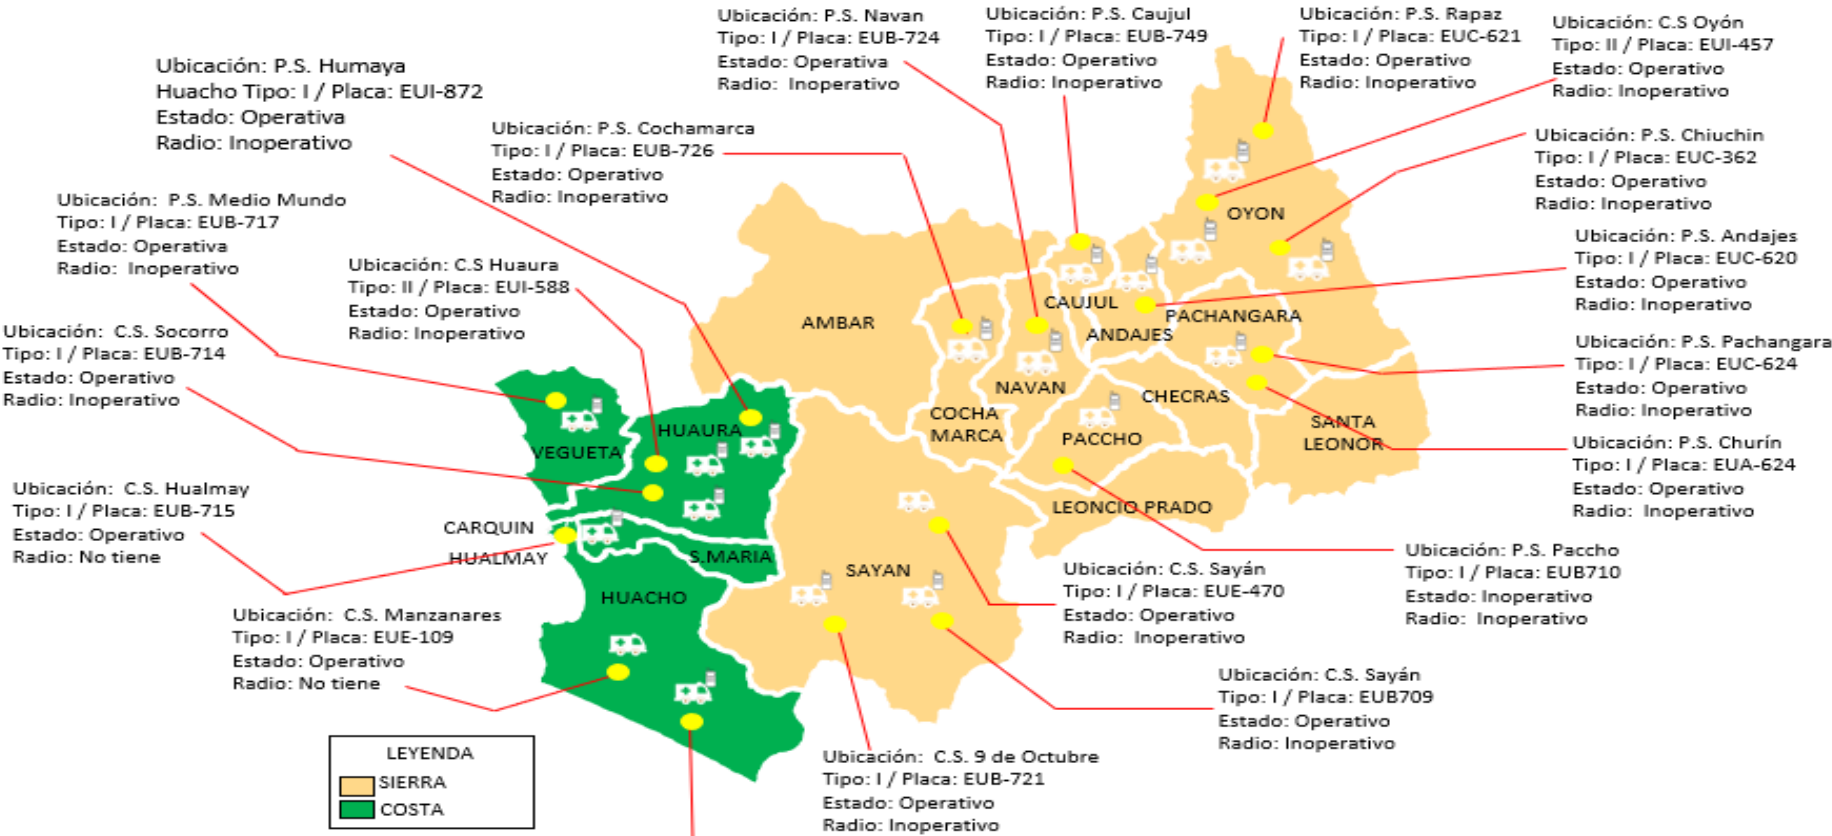 Ubicación: P.S. Humaya
Huacho Tipo: I / Placa: EUI-872
Estado: Operativa
Radio: Inoperativo
Ubicación: P.S. Navan
Tipo: I / Placa: EUB-724
Estado: Operativa
Radio: Inoperativo
Ubicación: P.S. Caujul
Tipo: I / Placa: EUB-749
Estado: Operativo
Radio: Inoperativo
Ubicación: P.S. Rapaz
Tipo: I / Placa: EUC-621
Estado: Operativo
Radio: Inoperativo
Ubicación: C.S Oyón
Tipo: II / Placa: EUI-457
Estado: Operativo
Radio: Inoperativo
Ubicación: P.S. Cochamarca
Tipo: I / Placa: EUB-726
Estado: Operativo
Radio: Inoperativo
Ubicación: P.S. Chiuchin
Tipo: I / Placa: EUC-362
Estado: Operativo
Radio: Inoperativo
Ubicación: P.S. Medio Mundo
Tipo: I / Placa: EUB-717
Estado: Operativa
Radio: Inoperativo
Ubicación: C.S Huaura
Tipo: II / Placa: EUI-588
Estado: Operativo
Radio: Inoperativo
Ubicación: P.S. Andajes
Tipo: I / Placa: EUC-620
Estado: Operativo
Radio: Inoperativo
Ubicación: C.S. Socorro
Tipo: I / Placa: EUB-714
Estado: Operativo
Radio: Inoperativo
Ubicación: P.S. Pachangara
Tipo: I / Placa: EUC-624
Estado: Operativo
Radio: Inoperativo
OYON
AMBAR
CAUJUL
PACHANGARA
ANDAJES
NAVAN
CHECRAS
COCHA
MARCA
PACCHO
SANTA
LEONOR
HUAURA
VEGUETA
LEONCIO PRADO
CARQUIN
HUALMAY
S.MARIA
SAYAN
HUACHO
Ubicación: P.S. Churín
Tipo: I / Placa: EUA-624
Estado: Operativo
Radio: Inoperativo
Ubicación: C.S. Hualmay
Tipo: I / Placa: EUB-715
Estado: Operativo
Radio: No tiene
Ubicación: P.S. Paccho
Tipo: I / Placa: EUB710
Estado: Inoperativo
Radio: Inoperativo
Ubicación: C.S. Sayán
Tipo: I / Placa: EUE-470
Estado: Operativo
Radio: Inoperativo
Ubicación: C.S. Manzanares
Tipo: I / Placa: EUE-109
Estado: Operativo
Radio: No tiene
Ubicación: C.S. Sayán
Tipo: I / Placa: EUB709
Estado: Operativo
Radio: Inoperativo
Ubicación: C.S. 9 de Octubre
Tipo: I / Placa: EUB-721
Estado: Operativo
Radio: Inoperativo
LEYENDA
SIERRA
COSTA